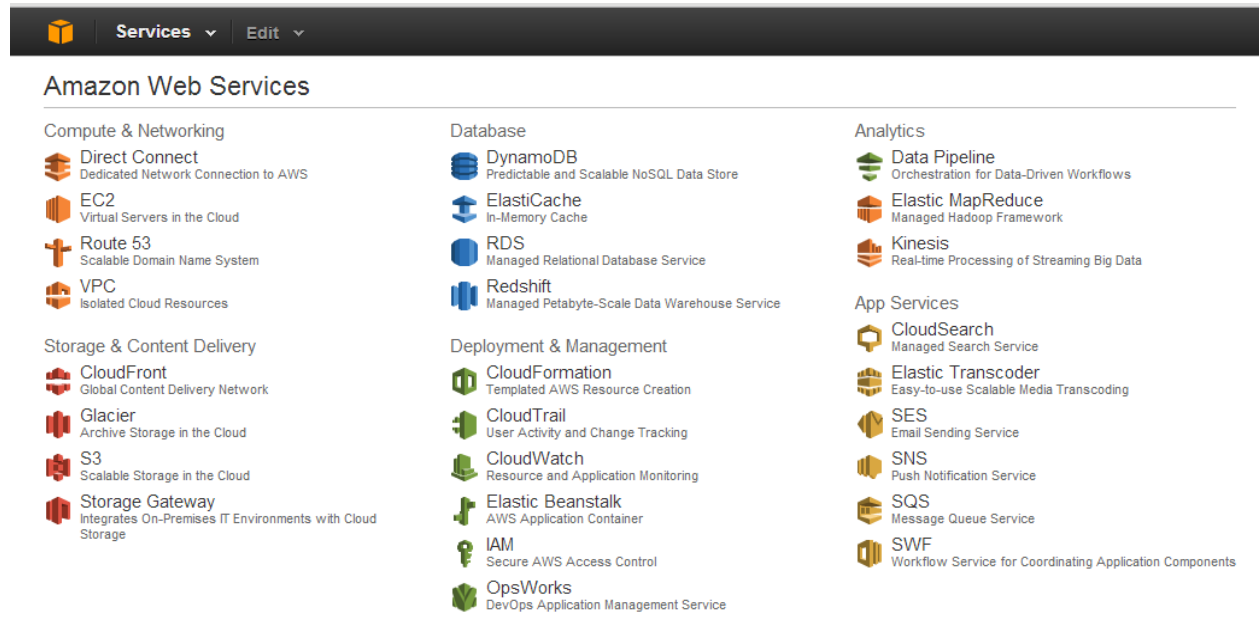 Services
Edit
Amazon Web Services
Compute & Networking
Direct Connect
Dedicated Network Connection to AWS
EC2
Virtual Servers in the Cloud
Route 53
Scalable Domain Name System
VPC
Isolated Cloud Resources
Storage & Content Delivery
CloudFront
Global Content Delivery Network
Glacier
Archive Storage in the Cloud
S3
Scalable Storage in the Cloud
Storage Gateway
Integrates On-Premises IT Environments with Cloud
Storage
Database
DynamoDB
Predictable and Scalable NoSQL Data Store
ElastiCache
In-Memory Cache
RDS
Managed Relational Database Service
Redshift
Managed Petabyte-Scale Data Warehouse Service
Deployment & Management
CloudFormation
Templated AWS Resource Creation
CloudTrail
User Activity and Change Tracking
CloudWatch
Resource and Application Monitoring
Elastic Beanstalk
AWS Application Container
IAM
Secure AWS Access Control
OpsWorks
DevOps Application Management Service
Analytics
Data Pipeline
Orchestration for Data-Driven Workflows
Elastic MapReduce
Managed Hadoop Framework
Kinesis
Real-time Processing of Streaming Big Data
App Services
CloudSearch
Managed Search Service
Elastic Transcoder
Easy-to-use Scalable Media Transcoding
SES
Email Sending Service
SNS
Push Notification Service
SQS
Message Queue Service
SWF
Workflow Service for Coordinating Application Components